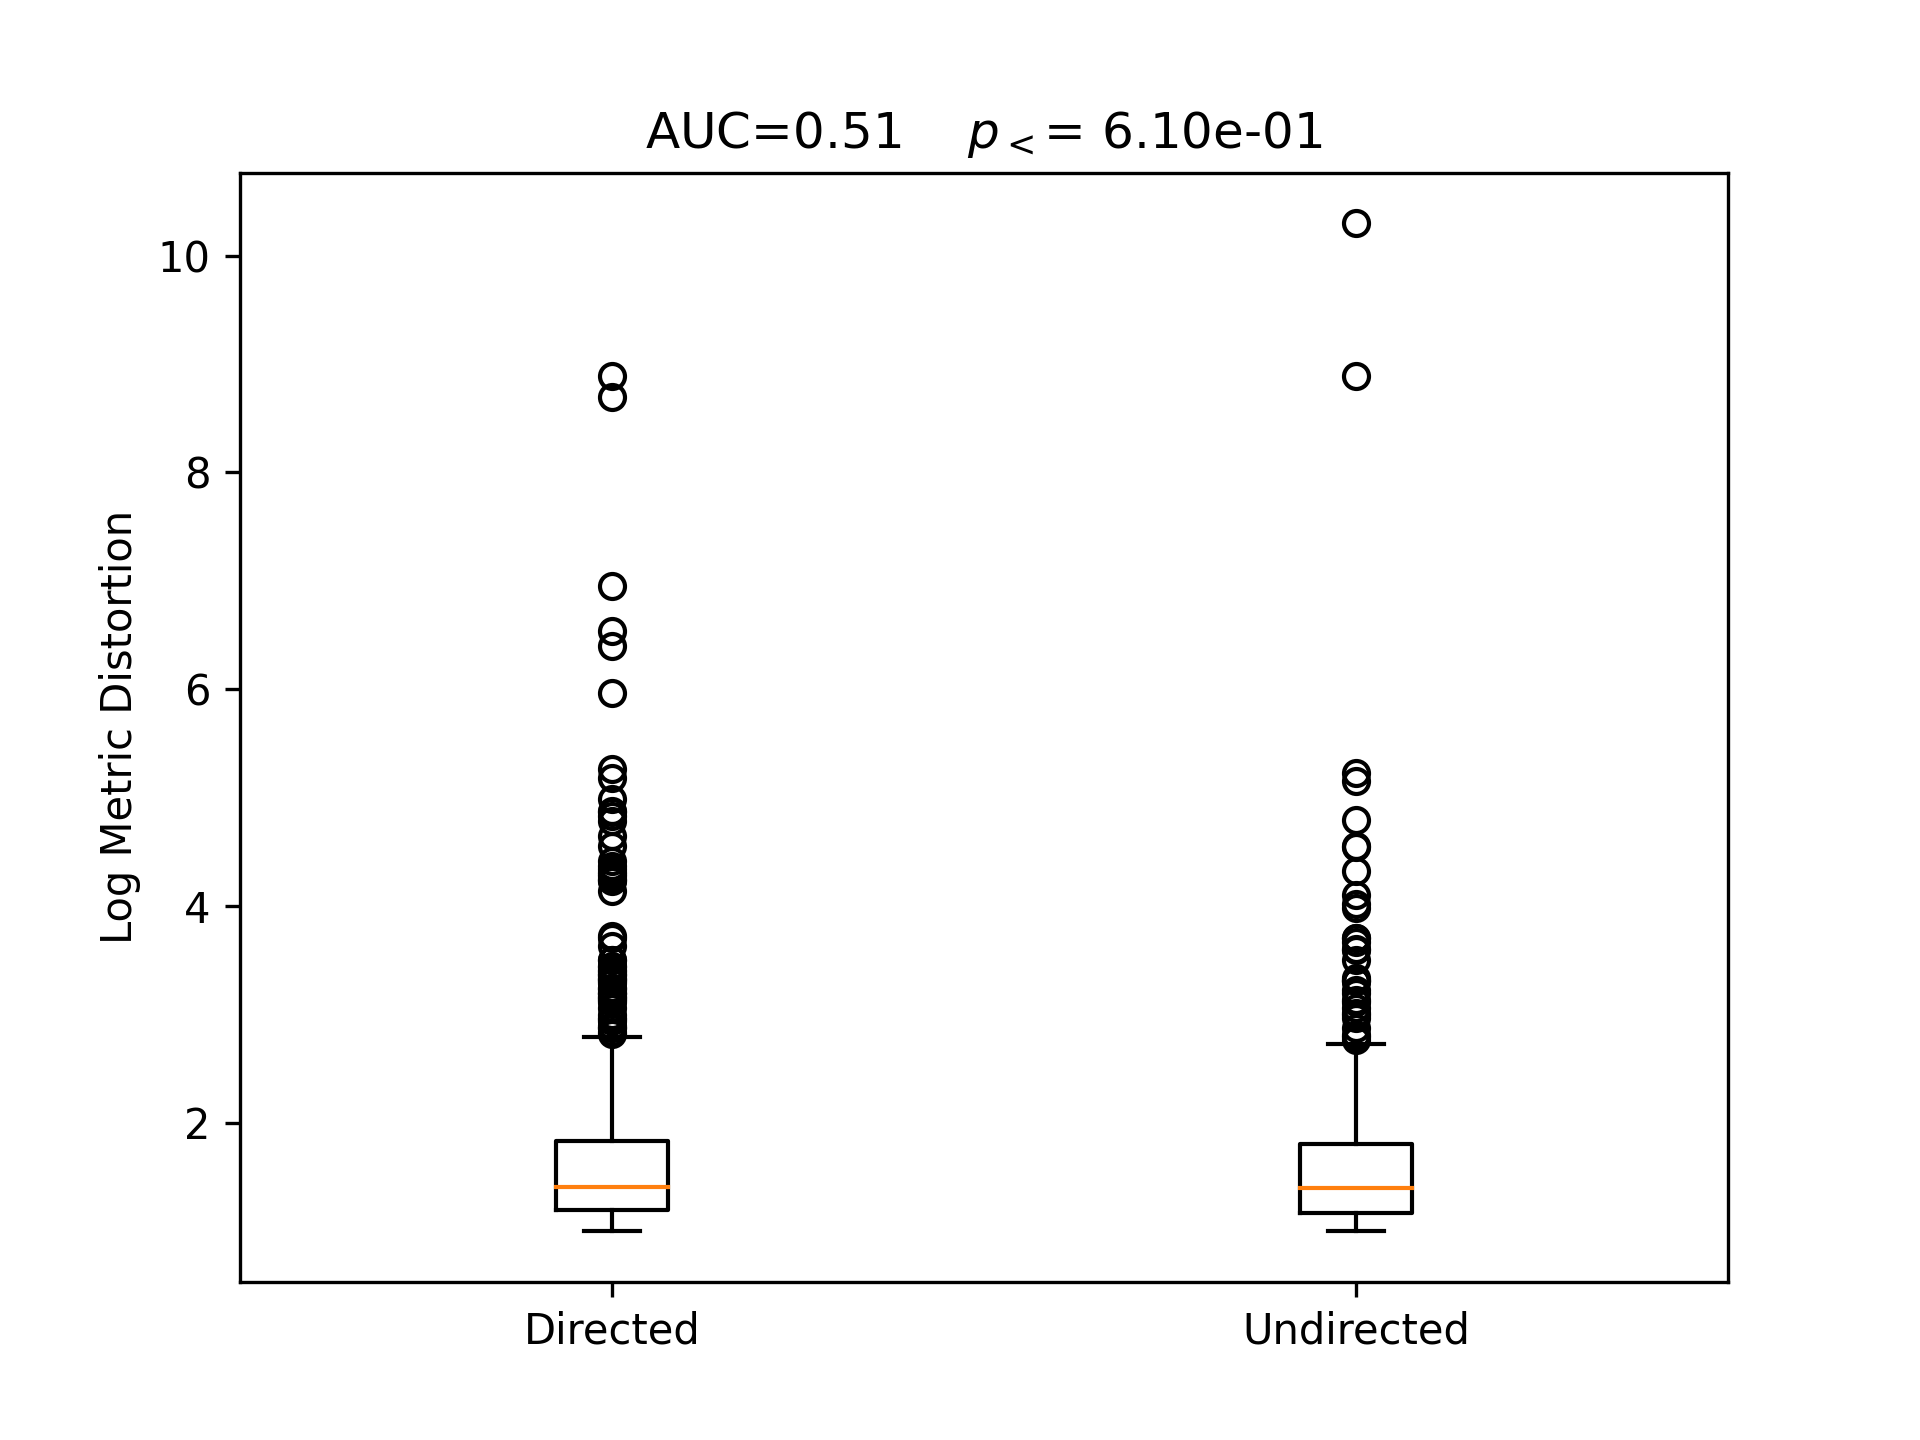 AUC=0.51 p<= 6.10e-01
10
8
6
4
2
Log Metric Distortion
Directed
Undirected